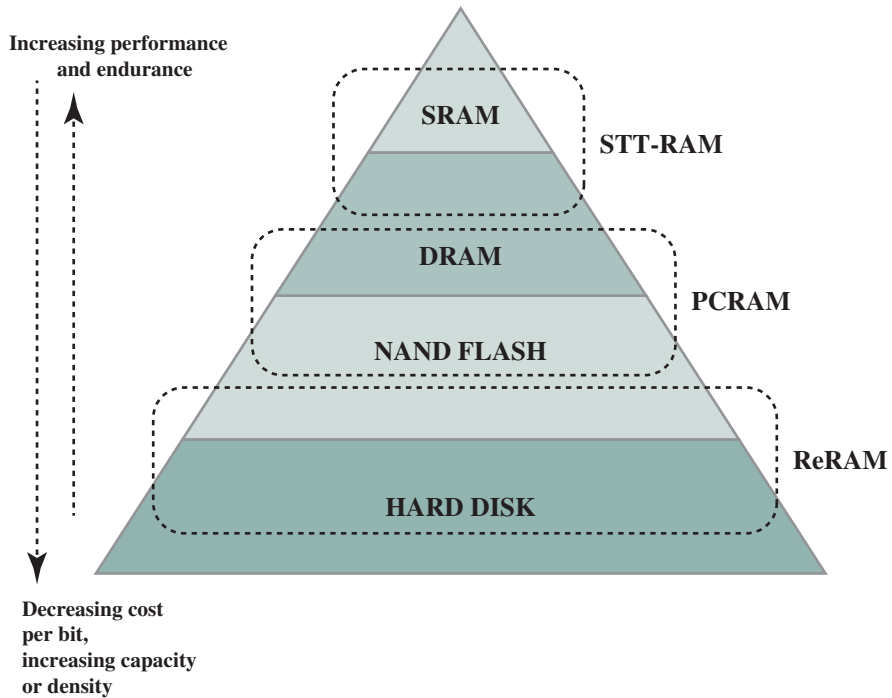 Increasing performance
and endurance
SRAM
STT-RAM
DRAM
PCRAM
NAND FLASH
ReRAM
HARD DISK
Decreasing cost
per bit,
increasing capacity
or density